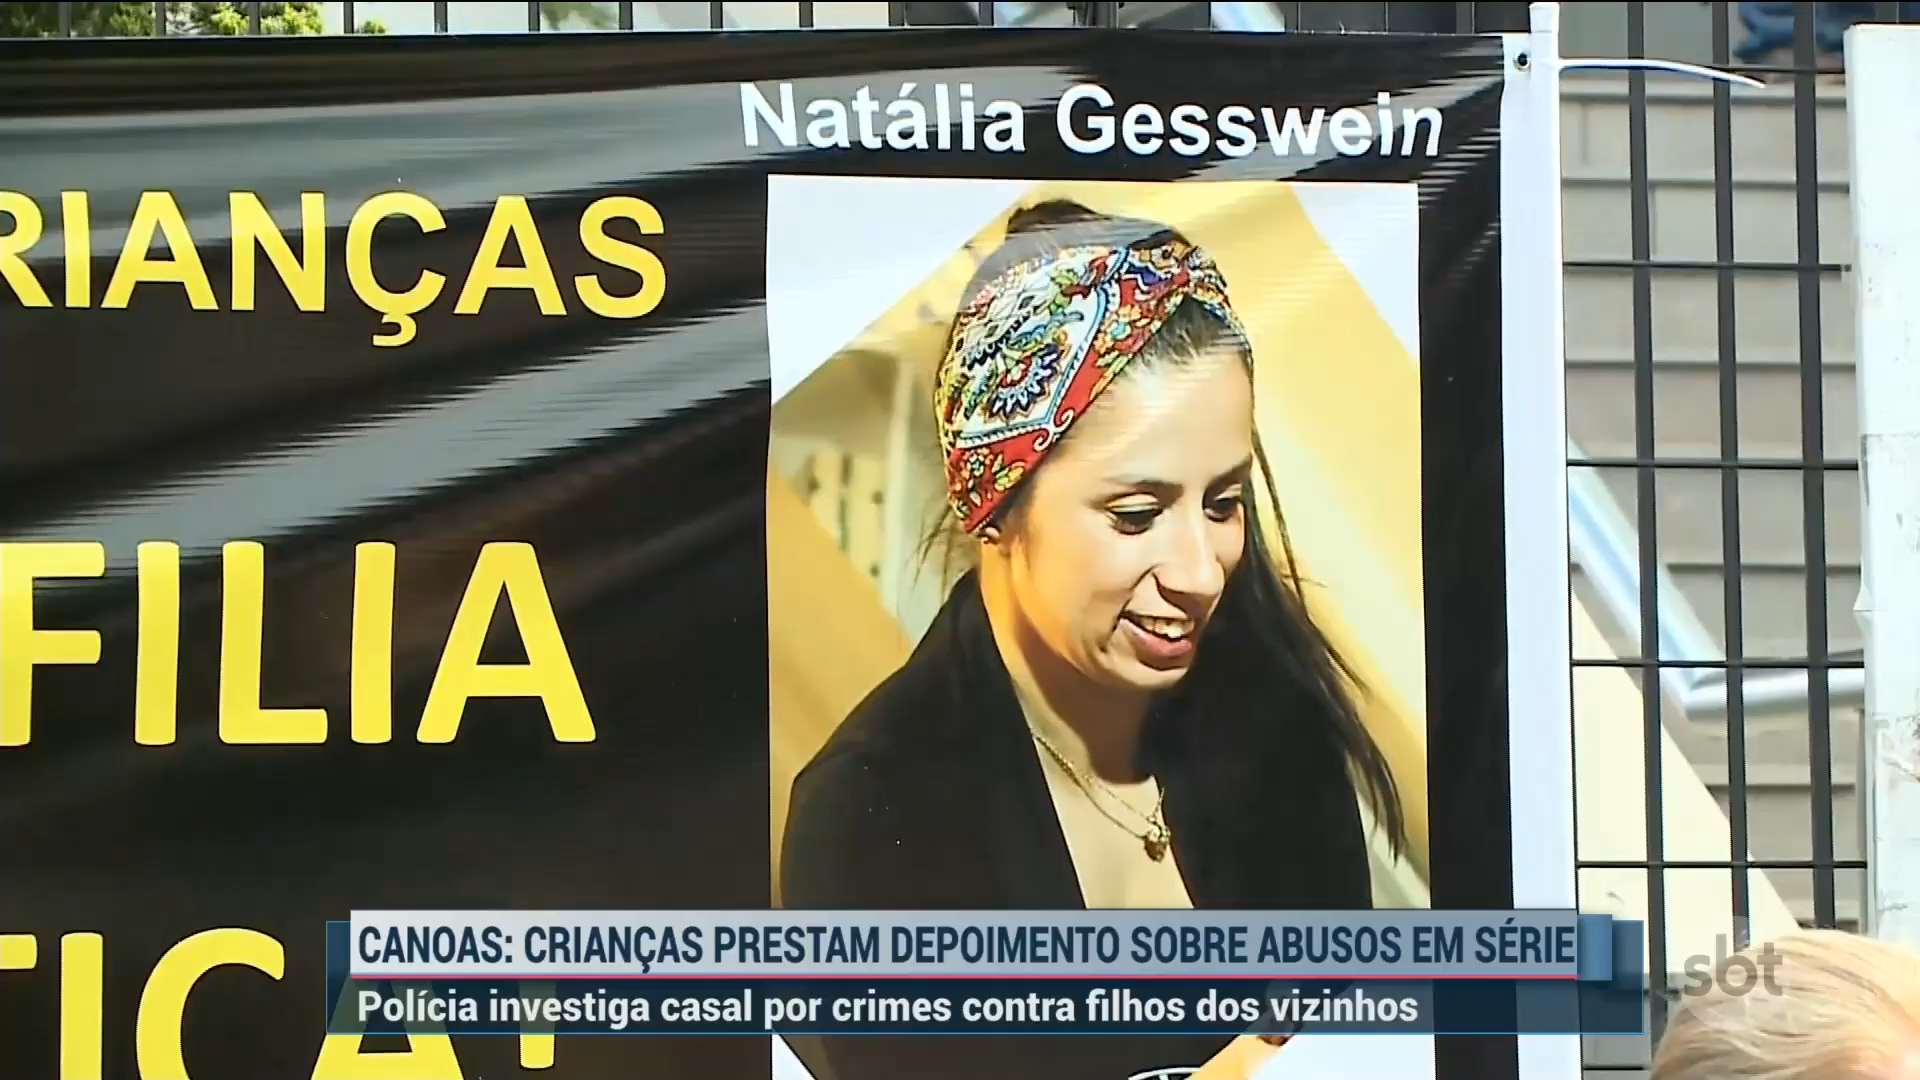 Natália Gesswein
RIANÇAS
FILIA
TIÇA!
CANOAS: CRIANÇAS PRESTAM DEPOIMENTO SOBRE ABUSOS EM SÉRIE
Polícia investiga casal por crimes contra filhos dos vizinhos
sbt